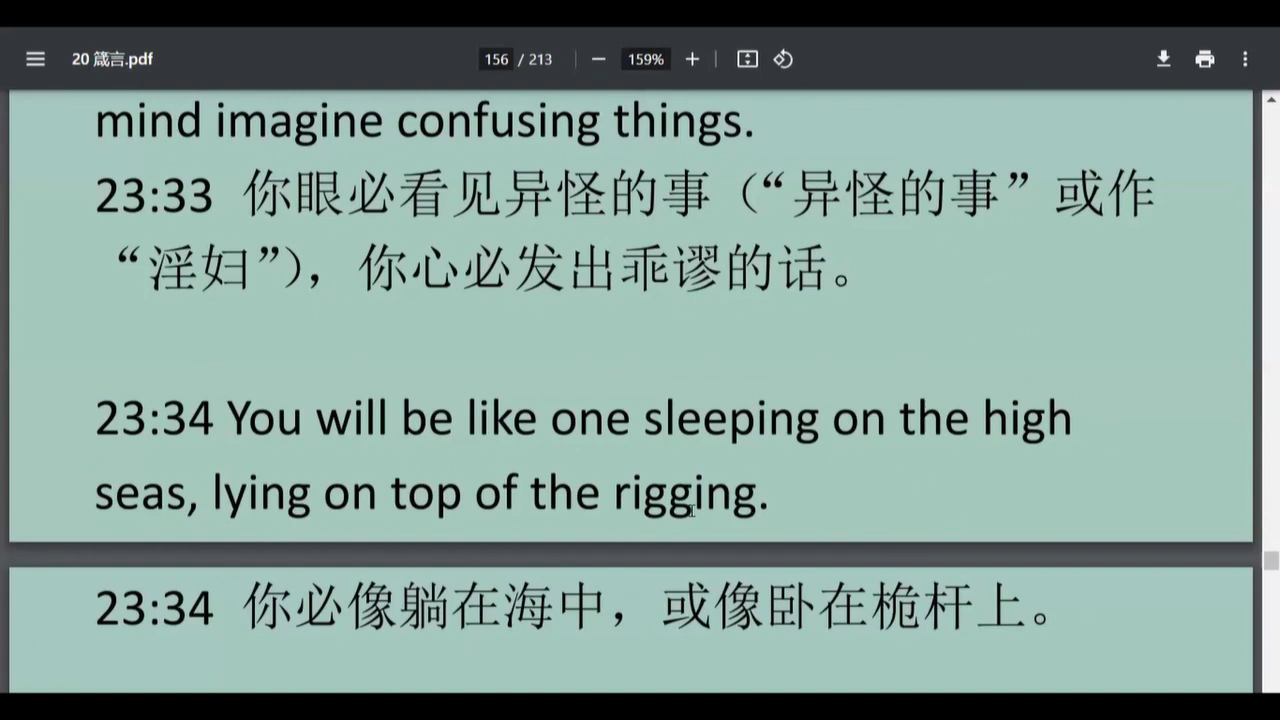 20 箴言.pdf
156 / 213
159%
mind imagine confusing things.
23:33 你眼必看见异怪的事（“异怪的事”或作
“淫妇”），你心必发出乖谬的话。
23:34 You will be like one sleeping on the high
seas, lying on top of the rigging.
23:34 你必像躺在海中，或像卧在桅杆上。